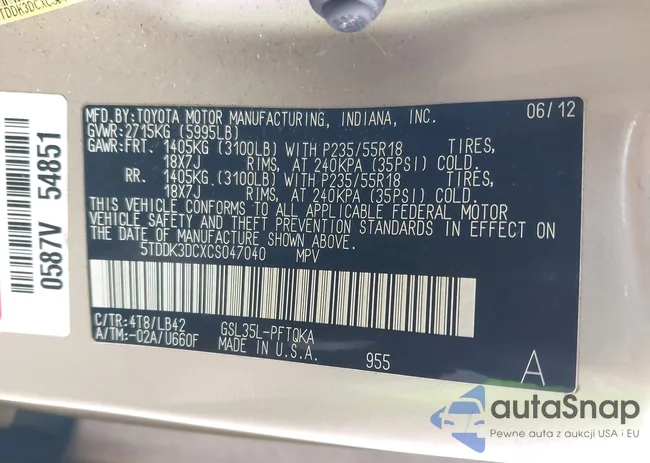 0587V 54851
MFD.BY:TOYOTA MOTOR MANUFACTURING, INDIANA, INC. 06/12
GVWR:2715KG (5995LB)
GAWR:FRT. 1405KG (3100LB) WITH P235/55R18 TIRES,
18X7J RIMS, AT 240KPA (35PSI) COLD.
RR. 1405KG (3100LB) WITH P235/55R18 TIRES,
18X7J RIMS, AT 240KPA (35PSI) COLD.
THIS VEHICLE CONFORMS TO ALL APPLICABLE FEDERAL MOTOR
VEHICLE SAFETY AND THEFT PREVENTION STANDARDS IN EFFECT ON
THE DATE OF MANUFACTURE SHOWN ABOVE.
5TDDK3DCXCS047040 MPV
C/TR:4T8/LB42 GSL35L-PFTQKA
A/TM:-02A/U660F MADE IN U.S.A. 955 A
autaSnap
Pewne auta z aukcji USA i EU